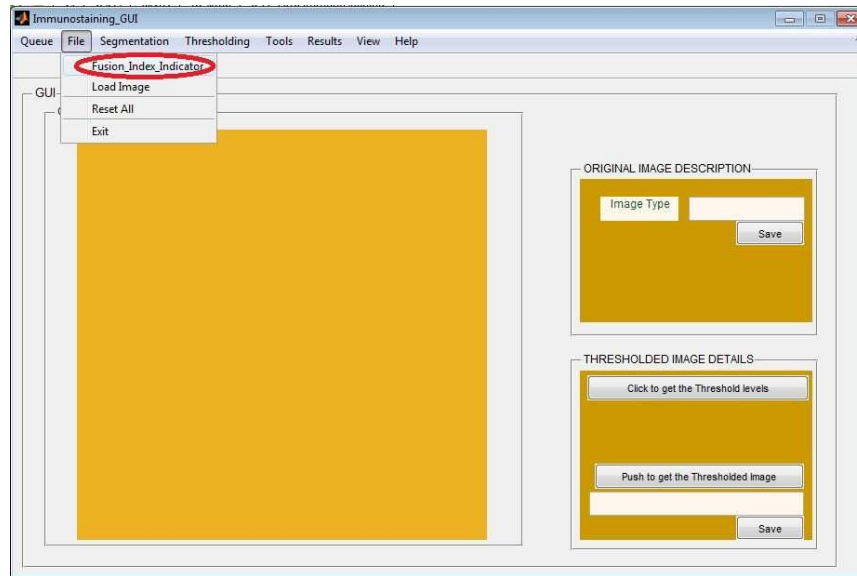 Immunostaining_GUI
Queue File Segmentation Thresholding Tools Results View Help
Fusion_Index_Indicator
Load Image
Reset All
Exit
GUI
ORIGINAL IMAGE DESCRIPTION
Image Type
Save
THRESHOLDED IMAGE DETAILS
Click to get the Threshold levels
Push to get the Thresholded Image
Save